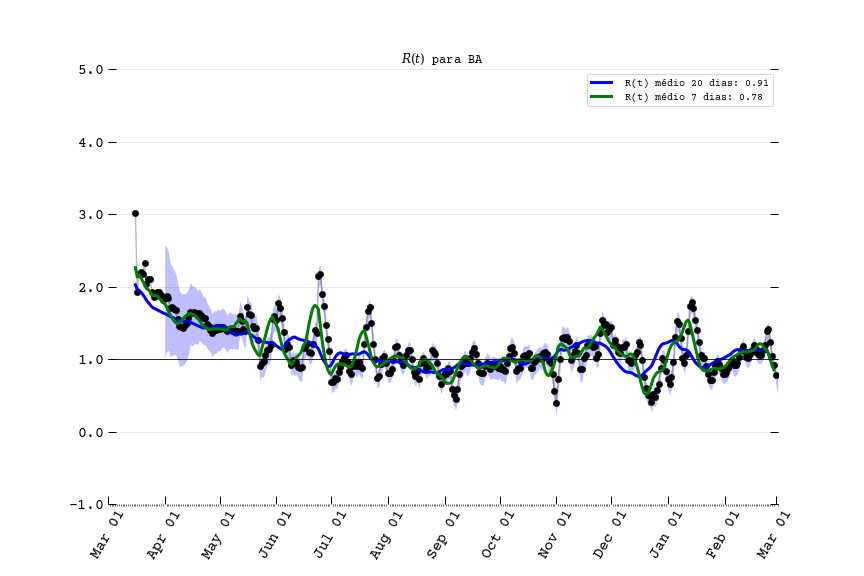 R(t) para BA
R(t) médio 20 dias: 0.91
R(t) médio 7 dias: 0.78
5.0
4.0
3.0
2.0
1.0
0.0
−1.0
Mar 01
Apr 01
May 01
Jun 01
Jul 01
Aug 01
Sep 01
Oct 01
Nov 01
Dec 01
Jan 01
Feb 01
Mar 01